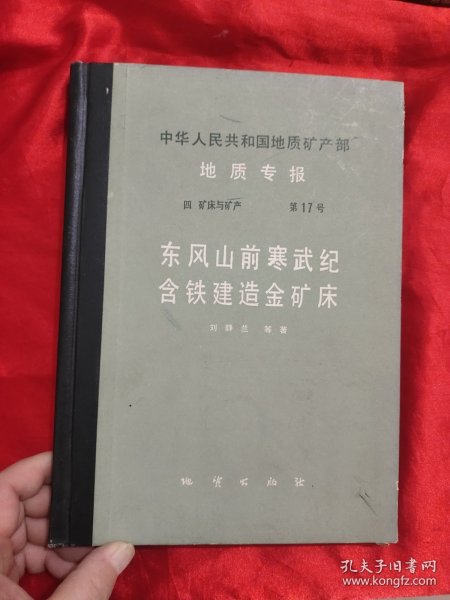 中华人民共和国地质矿产部
地质专报
四 矿床与矿产 第17号
东风山前寒武纪
含铁建造金矿床
刘静兰 等著
地质出版社
孔夫子旧书网
www.kongfz.com